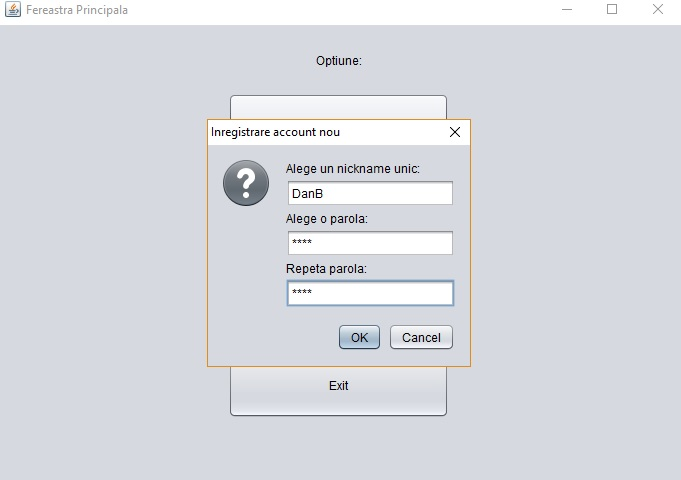 Fereastra Principala
Optiune:
Inregistrare account nou
?
Alege un nickname unic:
DanB
Alege o parola:
****
Repeta parola:
****
OK Cancel
Exit